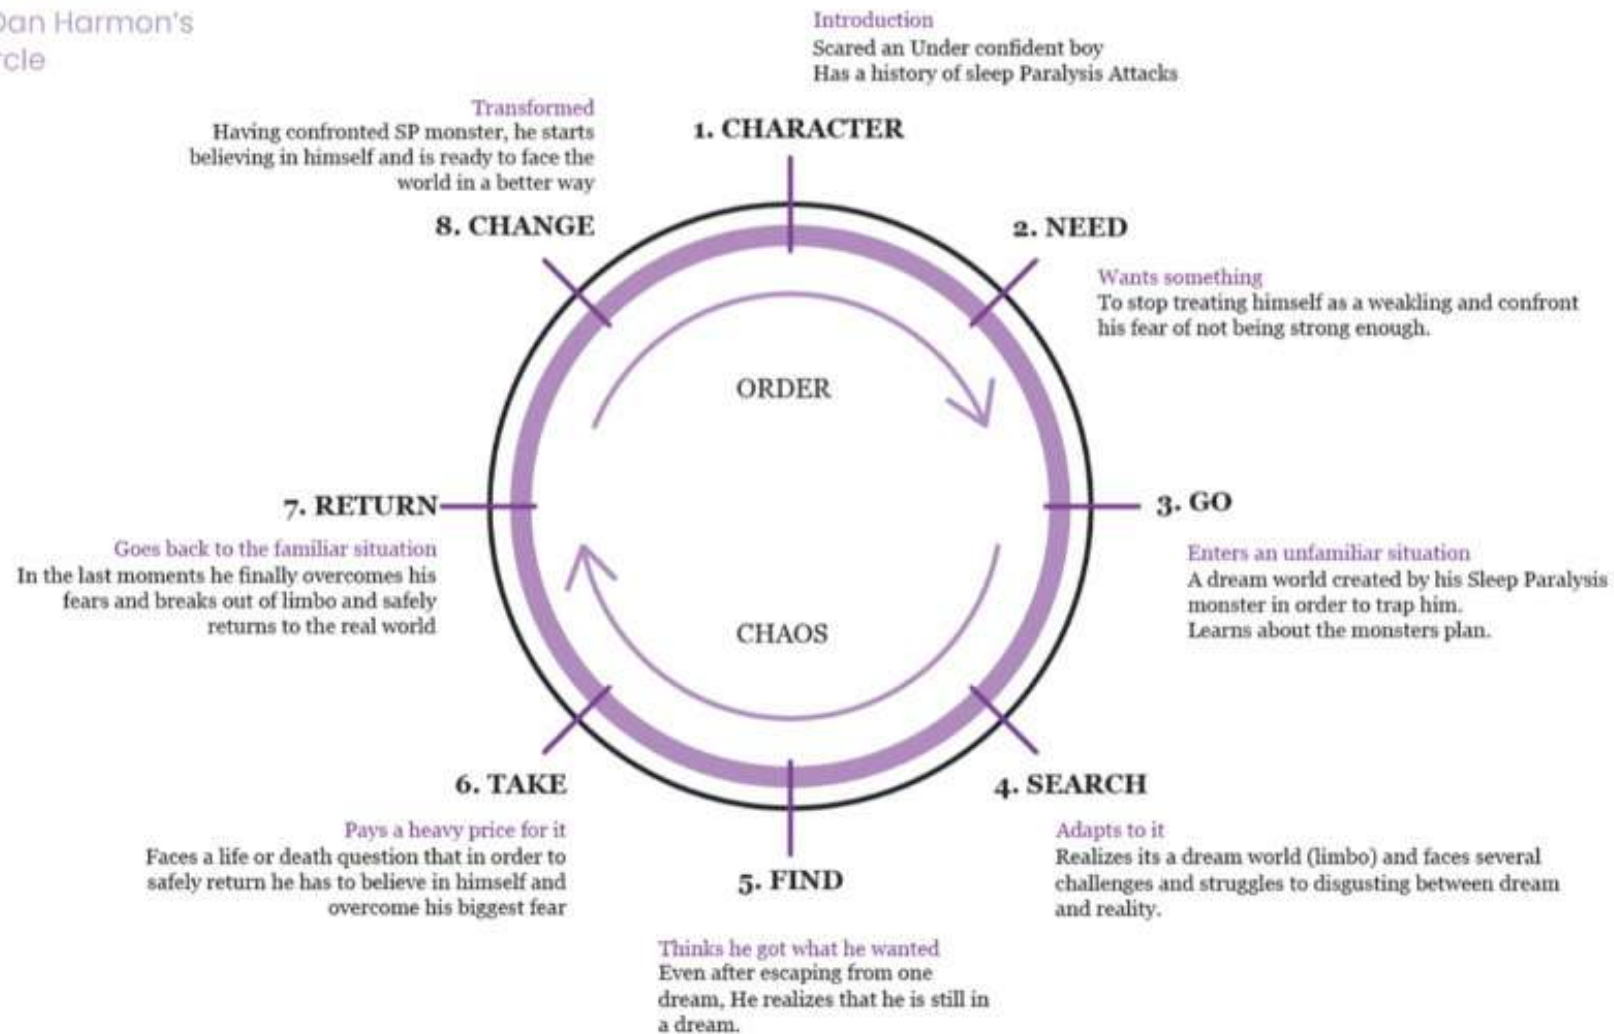 Dan Harmon's
rcle
Introduction
Scared an Under confident boy
Has a history of sleep Paralysis Attacks
1. CHARACTER
2. NEED
Wants something
To stop treating himself as a weakling and confront
his fear of not being strong enough.
3. GO
Enters an unfamiliar situation
A dream world created by his Sleep Paralysis
monster in order to trap him.
Learns about the monsters plan.
4. SEARCH
Adapts to it
Realizes its a dream world (limbo) and faces several
challenges and struggles to disgusting between dream
and reality.
5. FIND
Thinks he got what he wanted
Even after escaping from one
dream, He realizes that he is still in
a dream.
6. TAKE
Pays a heavy price for it
Faces a life or death question that in order to
safely return he has to believe in himself and
overcome his biggest fear
7. RETURN
Goes back to the familiar situation
In the last moments he finally overcomes his
fears and breaks out of limbo and safely
returns to the real world
Transformed
Having confronted SP monster, he starts
believing in himself and is ready to face the
world in a better way
8. CHANGE
ORDER
CHAOS